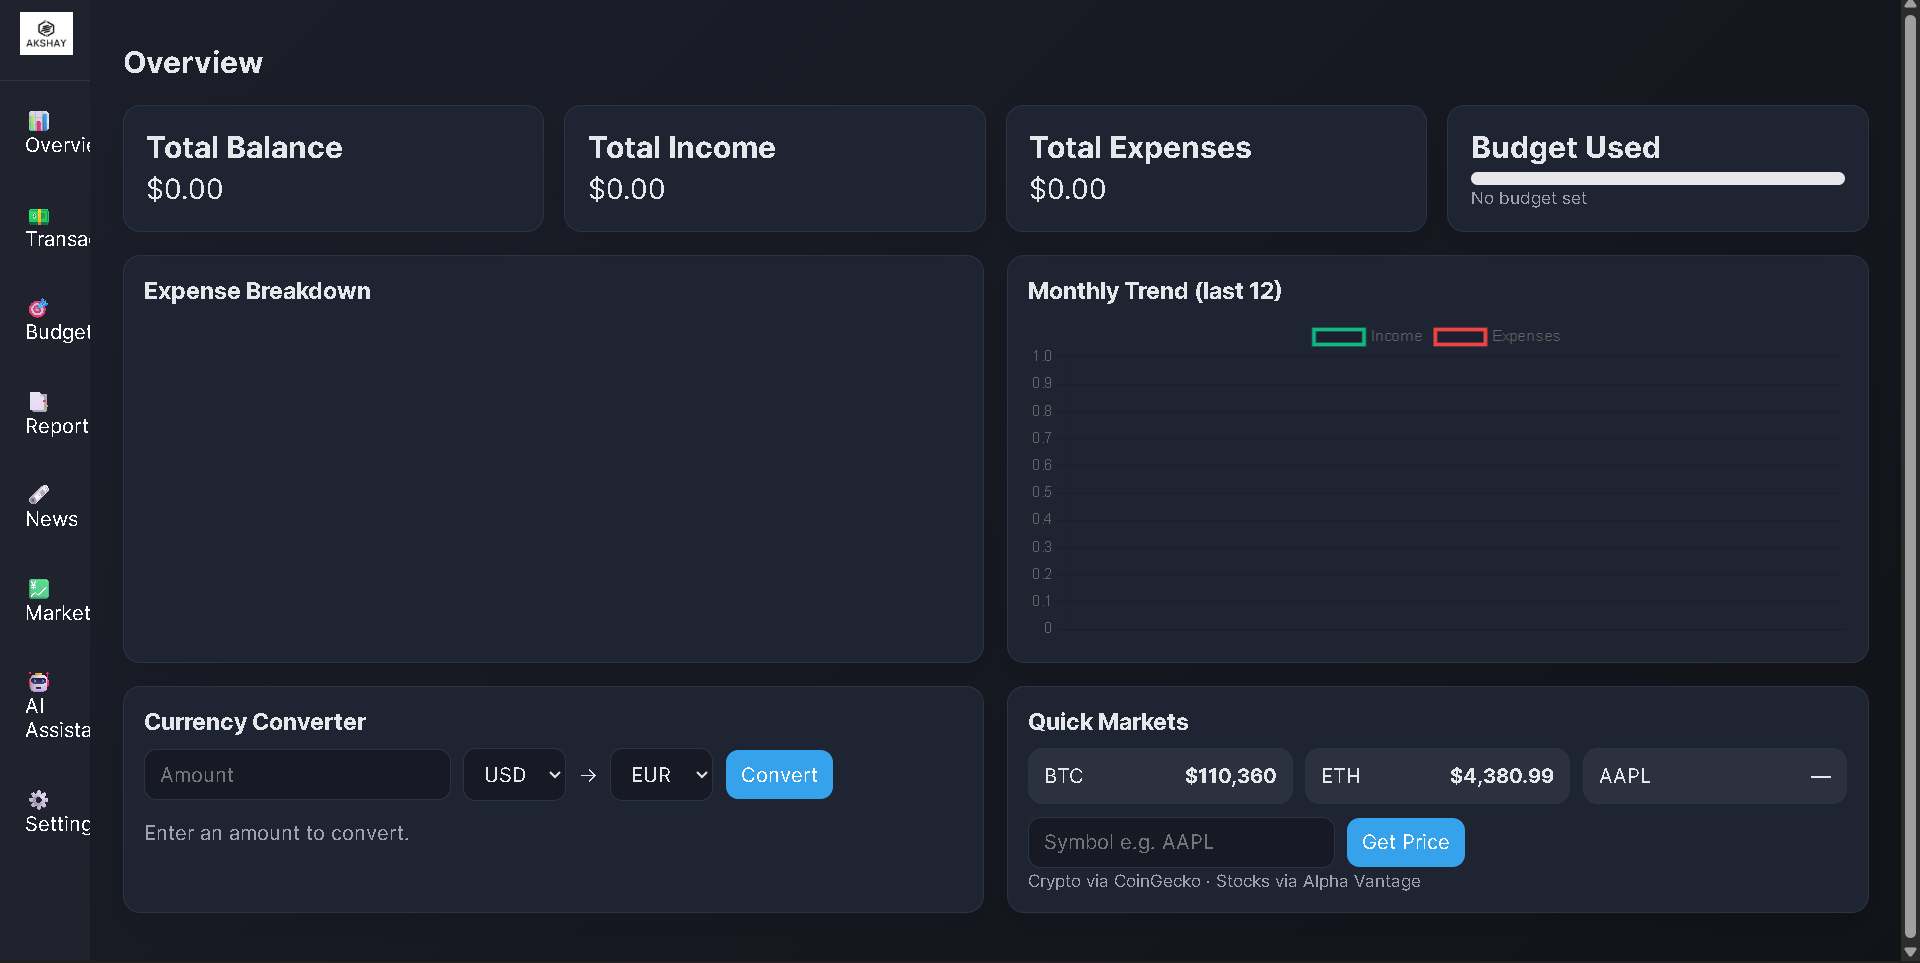 AKSHAY
Overvie
Transac
Budget
Report
News
Market
AI
Assista
Setting
Overview
Total Balance
$0.00
Total Income
$0.00
Total Expenses
$0.00
Budget Used
No budget set
Expense Breakdown
Monthly Trend (last 12)
Income Expenses
1.0
0.9
0.8
0.7
0.6
0.5
0.4
0.3
0.2
0.1
0
Currency Converter
Amount USD → EUR Convert
Enter an amount to convert.
Quick Markets
BTC $110,360 ETH $4,380.99 AAPL —
Symbol e.g. AAPL Get Price
Crypto via CoinGecko · Stocks via Alpha Vantage